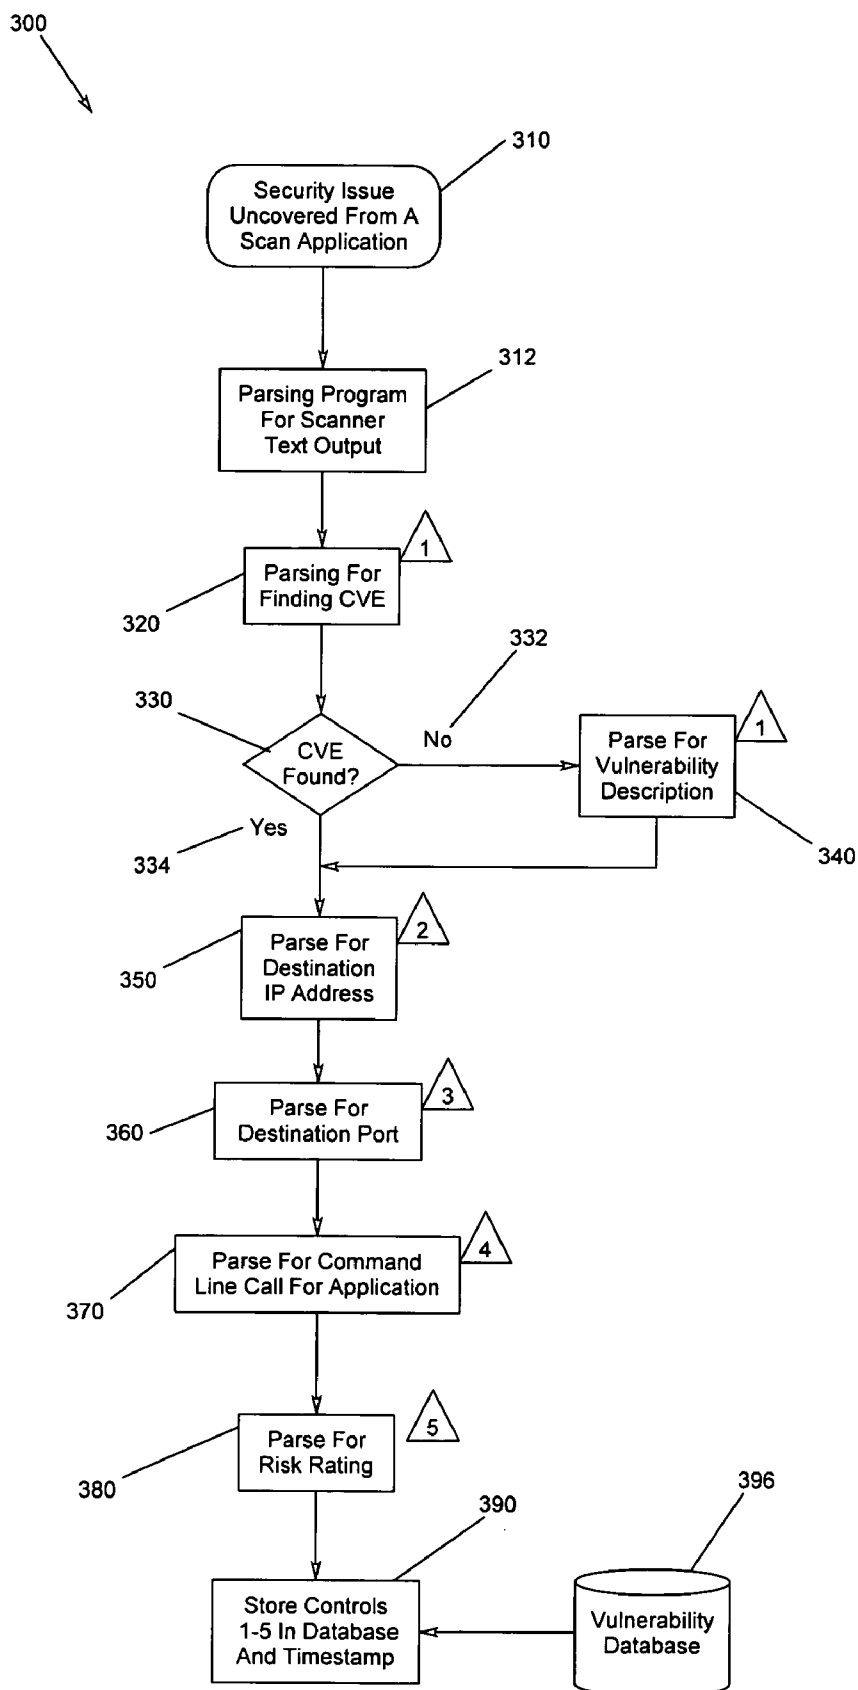 300
310
Security Issue
Uncovered From A
Scan Application
312
Parsing Program
For Scanner
Text Output
1
Parsing For
Finding CVE
320
332
330
No
CVE
Found?
1
Parse For
Vulnerability
Description
Yes
334
340
2
Parse For
Destination
IP Address
350
3
Parse For
Destination Port
360
4
Parse For Command
Line Call For Application
370
5
Parse For
Risk Rating
380
390
396
Store Controls
1-5 In Database
And Timestamp
Vulnerability
Database